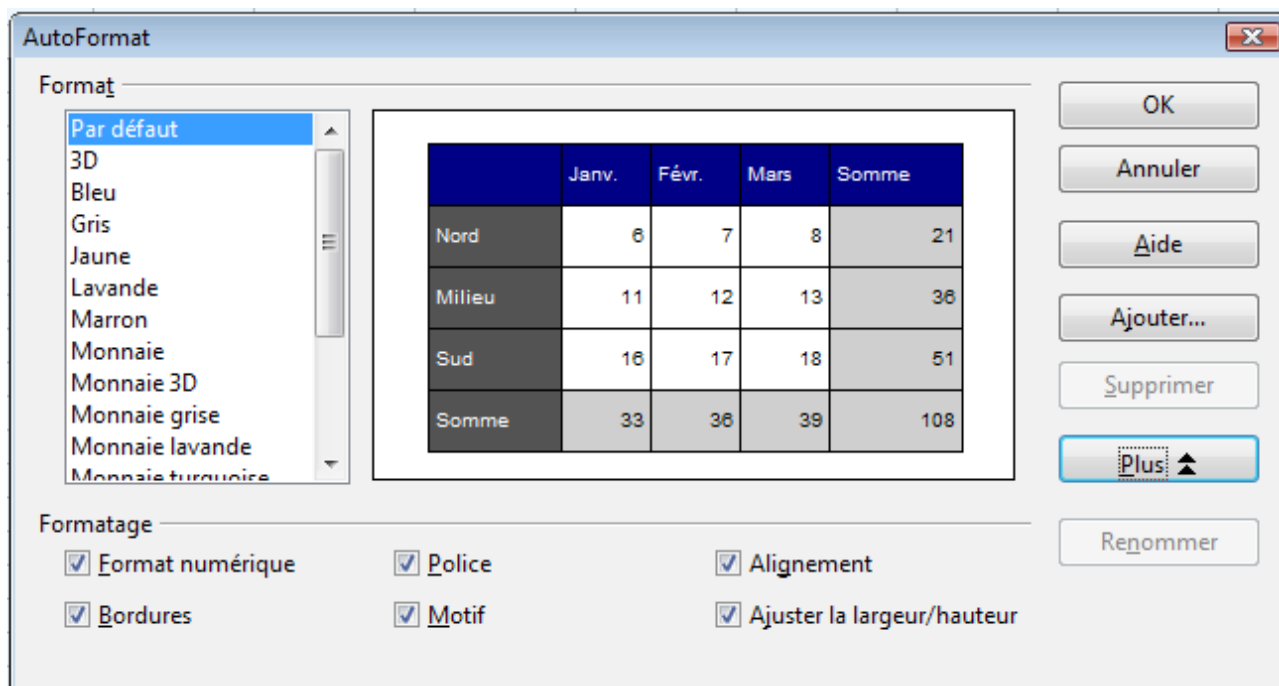 AutoFormat
Format
Par défaut
3D
Bleu
Gris
Jaune
Lavande
Marron
Monnaie
Monnaie 3D
Monnaie grise
Monnaie lavande
Monnaie turquoise
Janv. Févr. Mars Somme
Nord 6 7 8 21
Milieu 11 12 13 36
Sud 16 17 18 51
Somme 33 36 39 108
OK
Annuler
Aide
Ajouter...
Supprimer
Plus
Renommer
Formatage
Format numérique Police Alignement
Bordures Motif Ajuster la largeur/hauteur